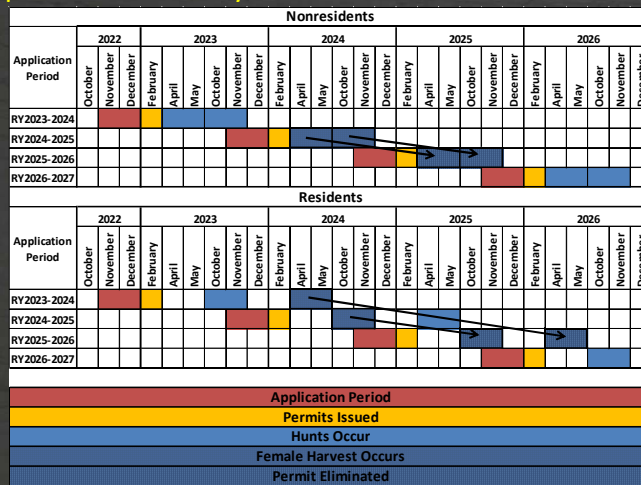 Nonresidents
Application Period 2022 2023 2024 2025 2026
October November December February April May October November December February April May October November December February April May October November December February April May October November
RY2023-2024
RY2024-2025
RY2025-2026
RY2026-2027
Residents
Application Period 2022 2023 2024 2025 2026
October November December February April May October November December February April May October November December February April May October November December February April May October November
RY2023-2024
RY2024-2025
RY2025-2026
RY2026-2027
Application Period
Permits Issued
Hunts Occur
Female Harvest Occurs
Permit Eliminated